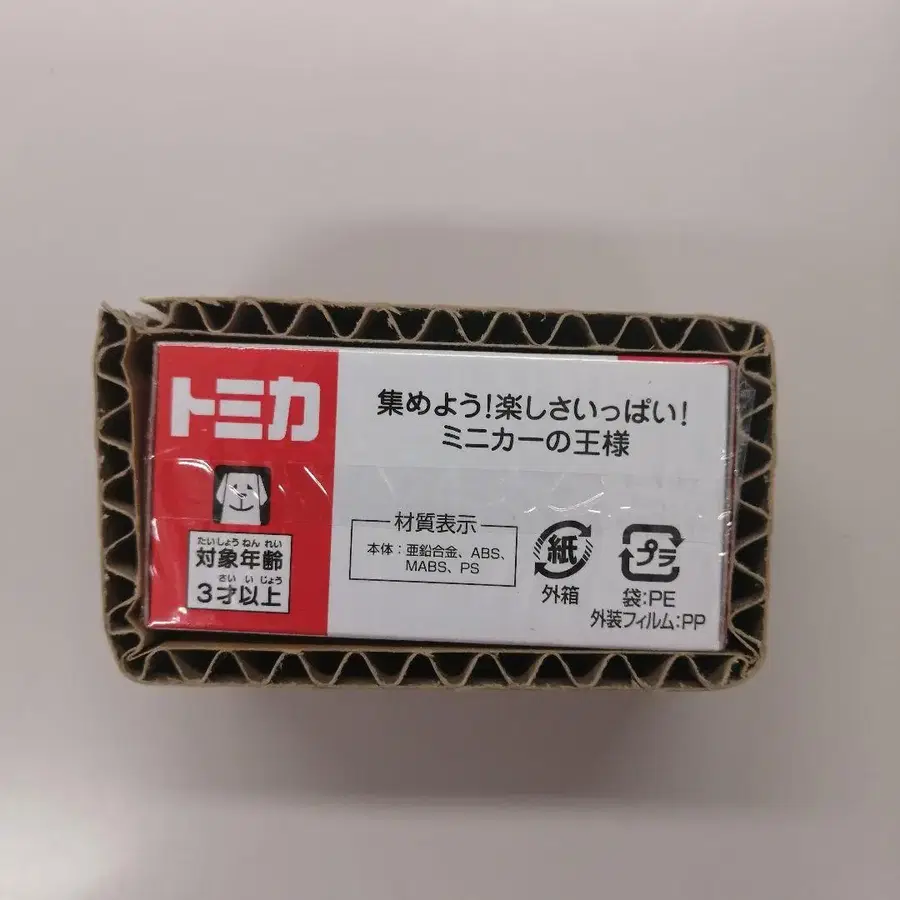 トミカ
集めよう!楽しさいっぱい!
ミニカーの王様
たいしょうねんれい
対象年齢
さい い じょう
3才以上
材質表示
本体:亜鉛合金、ABS、
MABS、PS
紙
外箱
プラ
袋:PE
外装フィルム:PP